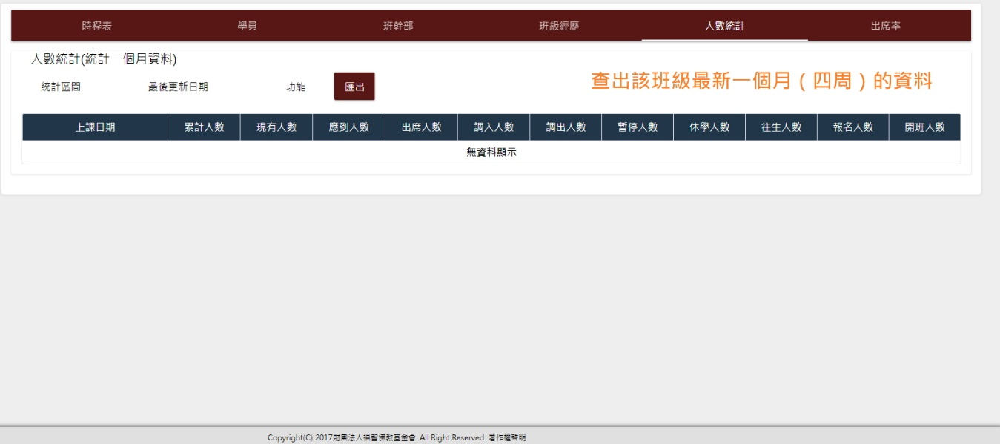 時程表 學員 班幹部 班級經歷 人數統計 出席率
人數統計(統計一個月資料)
統計區間 最後更新日期 功能 匯出 查出該班級最新一個月(四周)的資料
上課日期 累計人數 現有人數 應到人數 出席人數 調入人數 調出人數 暫停人數 休學人數 往生人數 報名人數 開班人數
無資料顯示
Copyright(C) 2017財團法人福智佛教基金會. All Right Reserved. 著作權聲明